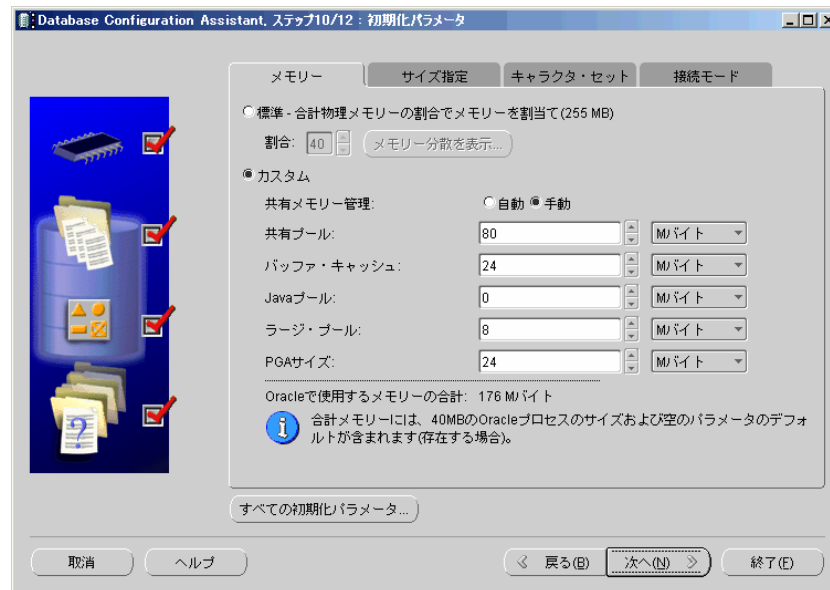 Database Configuration Assistant, ステップ10/12 : 初期化パラメータ
メモリー サイズ指定 キャラクタ・セット 接続モード
標準 - 合計物理メモリーの割合でメモリーを割当て(255 MB)
割合: 40 メモリー分散を表示...
カスタム
共有メモリー管理: 自動 手動
共有プール: 80 Mバイト
バッファ・キャッシュ: 24 Mバイト
Javaプール: 0 Mバイト
ラージ・プール: 8 Mバイト
PGAサイズ: 24 Mバイト
Oracleで使用するメモリーの合計: 176 Mバイト
合計メモリーには、40MBのOracleプロセスのサイズおよび空のパラメータのデフォ
ルトが含まれます(存在する場合)。
すべての初期化パラメータ...
取消 ヘルプ 戻る(B) 次へ(N) 終了(F)